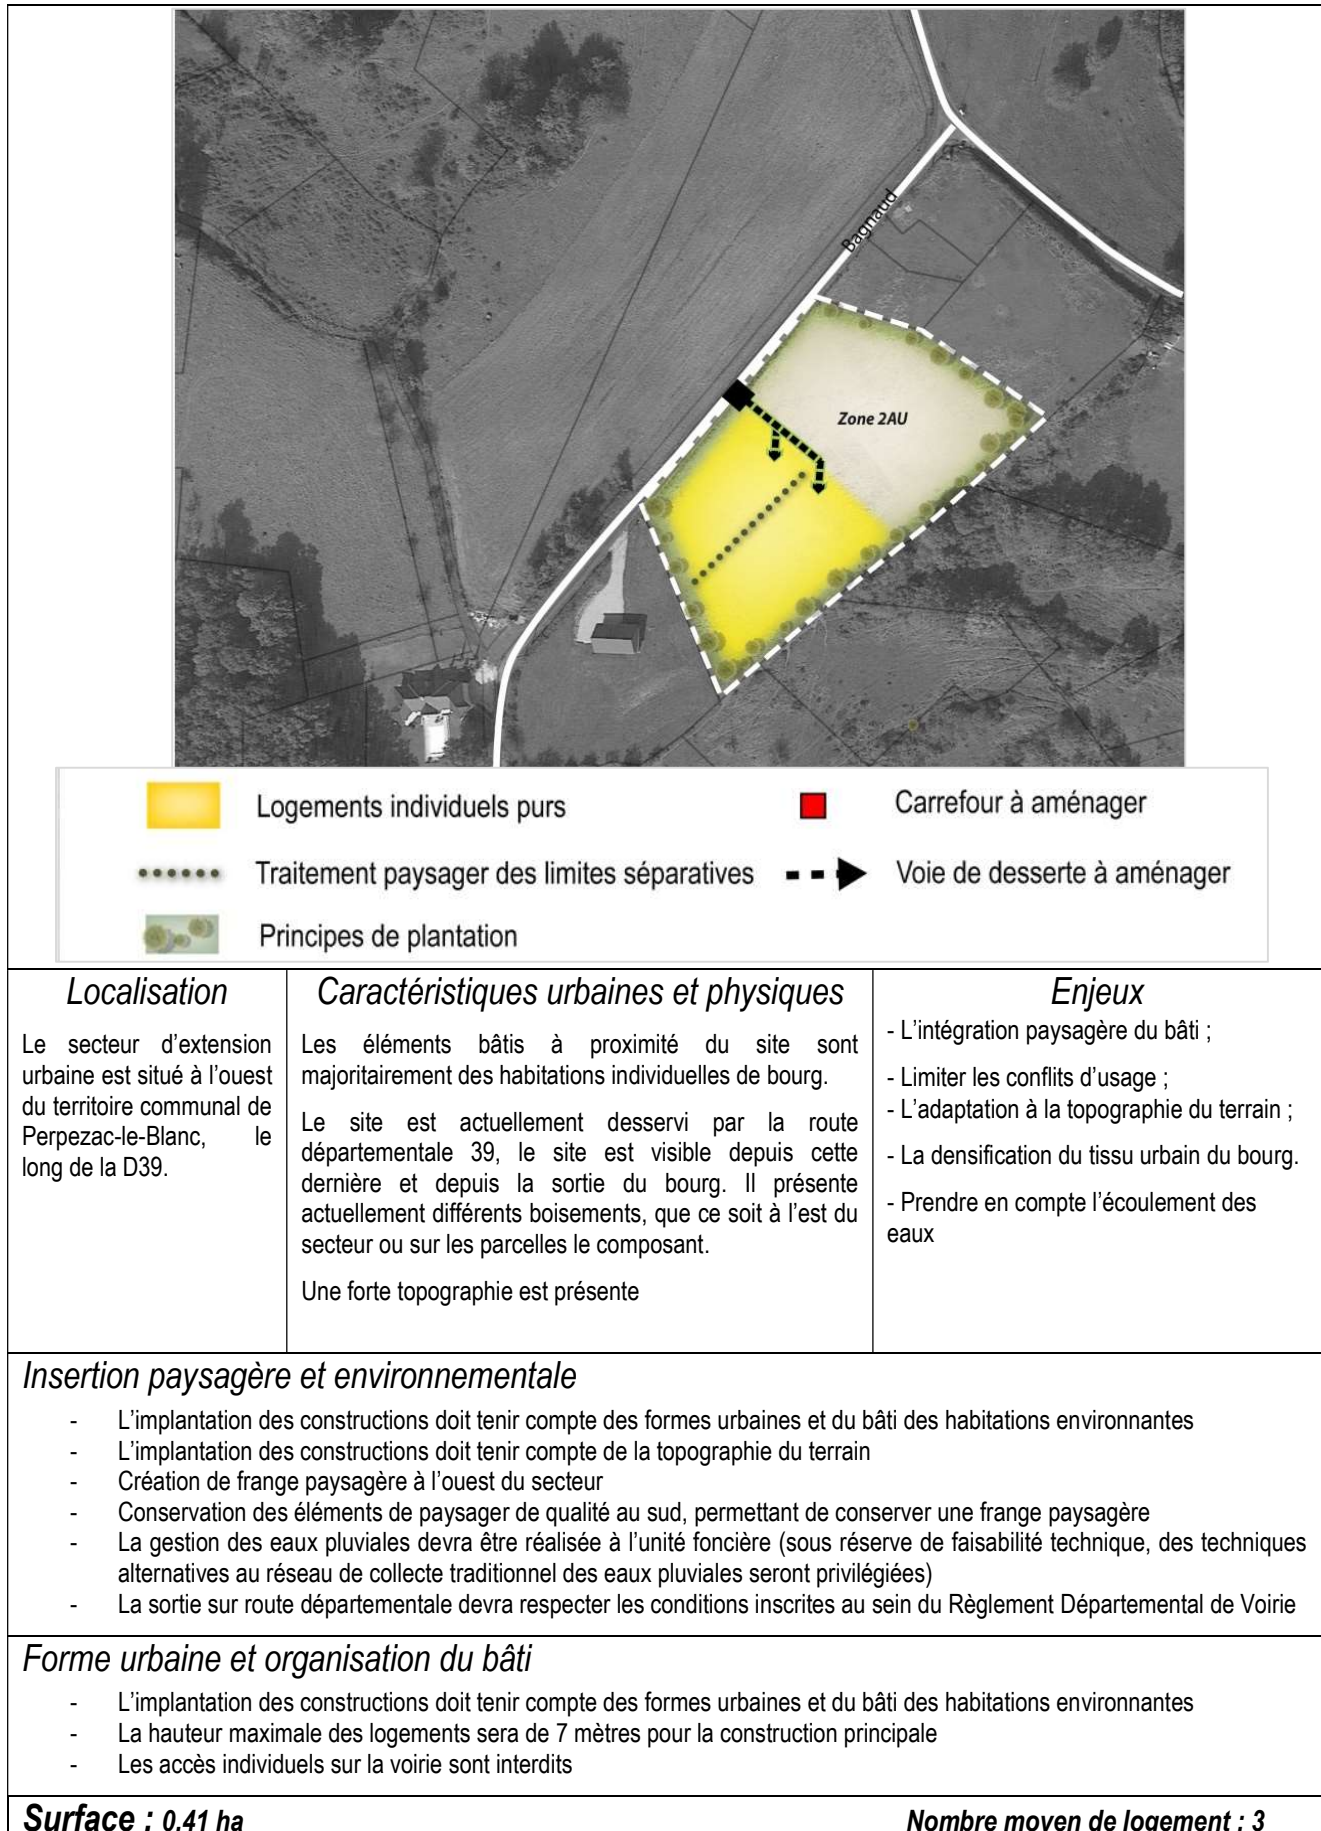 Bagnaud
Zone 2AU
Logements individuels purs
Carrefour à aménager
Traitement paysager des limites séparatives
Voie de desserte à aménager
Principes de plantation
Localisation
Le secteur d'extension
urbaine est situé à l'ouest
du territoire communal de
Perpezac-le-Blanc, le
long de la D39.
Caractéristiques urbaines et physiques
Les éléments bâtis à proximité du site sont
majoritairement des habitations individuelles de bourg.
Le site est actuellement desservi par la route
départementale 39, le site est visible depuis cette
dernière et depuis la sortie du bourg. Il présente
actuellement différents boisements, que ce soit à l'est du
secteur ou sur les parcelles le composant.
Une forte topographie est présente
Enjeux
- L'intégration paysagère du bâti ;
- Limiter les conflits d'usage ;
- L'adaptation à la topographie du terrain ;
- La densification du tissu urbain du bourg.
- Prendre en compte l'écoulement des
eaux
Insertion paysagère et environnementale
- L'implantation des constructions doit tenir compte des formes urbaines et du bâti des habitations environnantes
- L'implantation des constructions doit tenir compte de la topographie du terrain
- Création de frange paysagère à l'ouest du secteur
- Conservation des éléments de paysager de qualité au sud, permettant de conserver une frange paysagère
- La gestion des eaux pluviales devra être réalisée à l'unité foncière (sous réserve de faisabilité technique, des techniques
alternatives au réseau de collecte traditionnel des eaux pluviales seront privilégiées)
- La sortie sur route départementale devra respecter les conditions inscrites au sein du Règlement Départemental de Voirie
Forme urbaine et organisation du bâti
- L'implantation des constructions doit tenir compte des formes urbaines et du bâti des habitations environnantes
- La hauteur maximale des logements sera de 7 mètres pour la construction principale
- Les accès individuels sur la voirie sont interdits
Surface : 0.41 ha
Nombre moyen de logement : 3